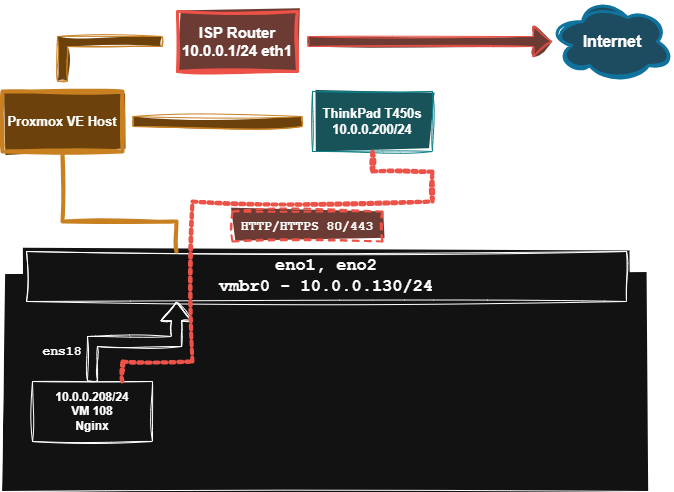 ISP Router
10.0.0.1/24 eth1
Internet
Proxmox VE Host
ThinkPad T450s
10.0.0.200/24
HTTP/HTTPS 80/443
eno1, eno2
vmbr0 - 10.0.0.130/24
ens18
10.0.0.208/24
VM 108
Nginx